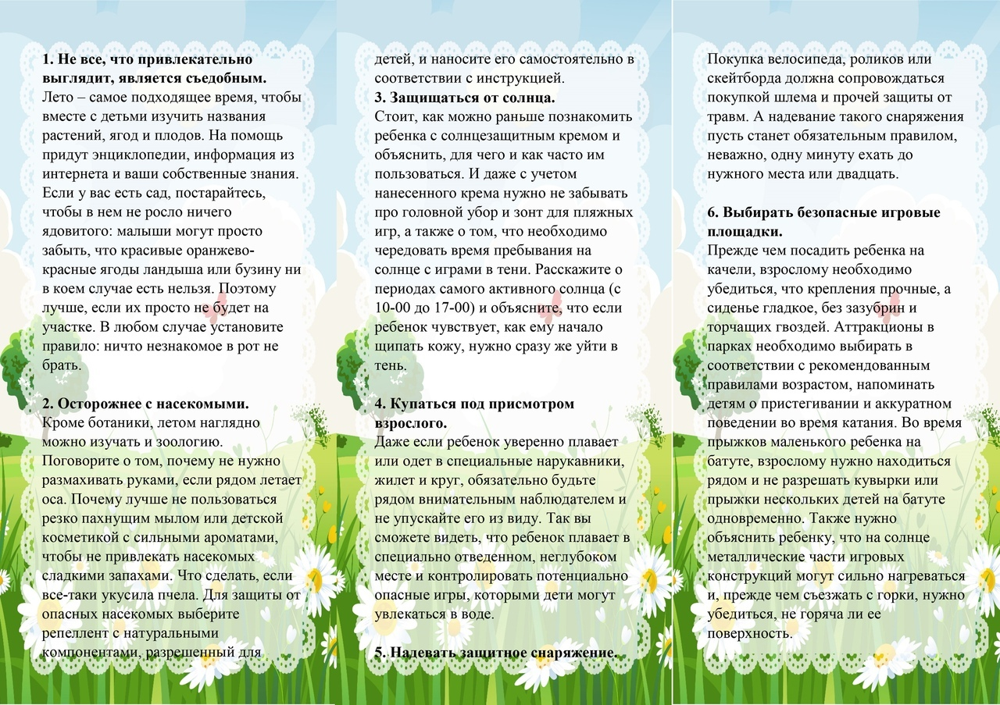 1. Не все, что привлекательно
выглядит, является съедобным.
Лето – самое подходящее время, чтобы
вместе с детьми изучить названия
растений, ягод и плодов. На помощь
придут энциклопедии, информация из
интернета и ваши собственные знания.
Если у вас есть сад, постарайтесь,
чтобы в нем не росло ничего
ядовитого: малыши могут просто
забыть, что красивые оранжево-
красные ягоды ландыша или бузину ни
в коем случае есть нельзя. Поэтому
лучше, если их просто не будет на
участке. В любом случае установите
правило: ничто незнакомое в рот не
брать.
2. Осторожнее с насекомыми.
Кроме ботаники, летом наглядно
можно изучать и зоологию.
Поговорите о том, почему не нужно
размахивать руками, если рядом летает
оса. Почему лучше не пользоваться
резко пахнущим мылом или детской
косметикой с сильными ароматами,
чтобы не привлекать насекомых
сладкими запахами. Что сделать, если
все-таки укусила пчела. Для защиты от
опасных насекомых выберите
репеллент с натуральными
компонентами, разрешенный для
детей, и наносите его самостоятельно в
соответствии с инструкцией.
3. Защищаться от солнца.
Стоит, как можно раньше познакомить
ребенка с солнцезащитным кремом и
объяснить, для чего и как часто им
пользоваться. И даже с учетом
нанесенного крема нужно не забывать
про головной убор и зонт для пляжных
игр, а также о том, что необходимо
чередовать время пребывания на
солнце с играми в тени. Расскажите о
периодах самого активного солнца (с
10-00 до 17-00) и объясните, что если
ребенок чувствует, как ему начало
щипать кожу, нужно сразу же уйти в
тень.
4. Купаться под присмотром
взрослого.
Даже если ребенок уверенно плавает
или одет в специальные нарукавники,
жилет и круг, обязательно будьте
рядом внимательным наблюдателем и
не упускайте его из виду. Так вы
сможете видеть, что ребенок плавает в
специально отведенном, неглубоком
месте и контролировать потенциально
опасные игры, которыми дети могут
увлекаться в воде.
5. Надевать защитное снаряжение.
Покупка велосипеда, роликов или
скейтборда должна сопровождаться
покупкой шлема и прочей защиты от
травм. А надевание такого снаряжения
пусть станет обязательным правилом,
неважно, одну минуту ехать до
нужного места или двадцать.
6. Выбирать безопасные игровые
площадки.
Прежде чем посадить ребенка на
качели, взрослому необходимо
убедиться, что крепления прочные, а
сиденье гладкое, без зазубрин и
торчащих гвоздей. Аттракционы в
парках необходимо выбирать в
соответствии с рекомендованным
правилами возрастом, напоминать
детям о пристегивании и аккуратном
поведении во время катания. Во время
прыжков маленького ребенка на
батуте, взрослому нужно находиться
рядом и не разрешать кувырки или
прыжки нескольких детей на батуте
одновременно. Также нужно
объяснить ребенку, что на солнце
металлические части игровых
конструкций могут сильно нагреваться
и, прежде чем съезжать с горки, нужно
убедиться, не горяча ли ее
поверхность.